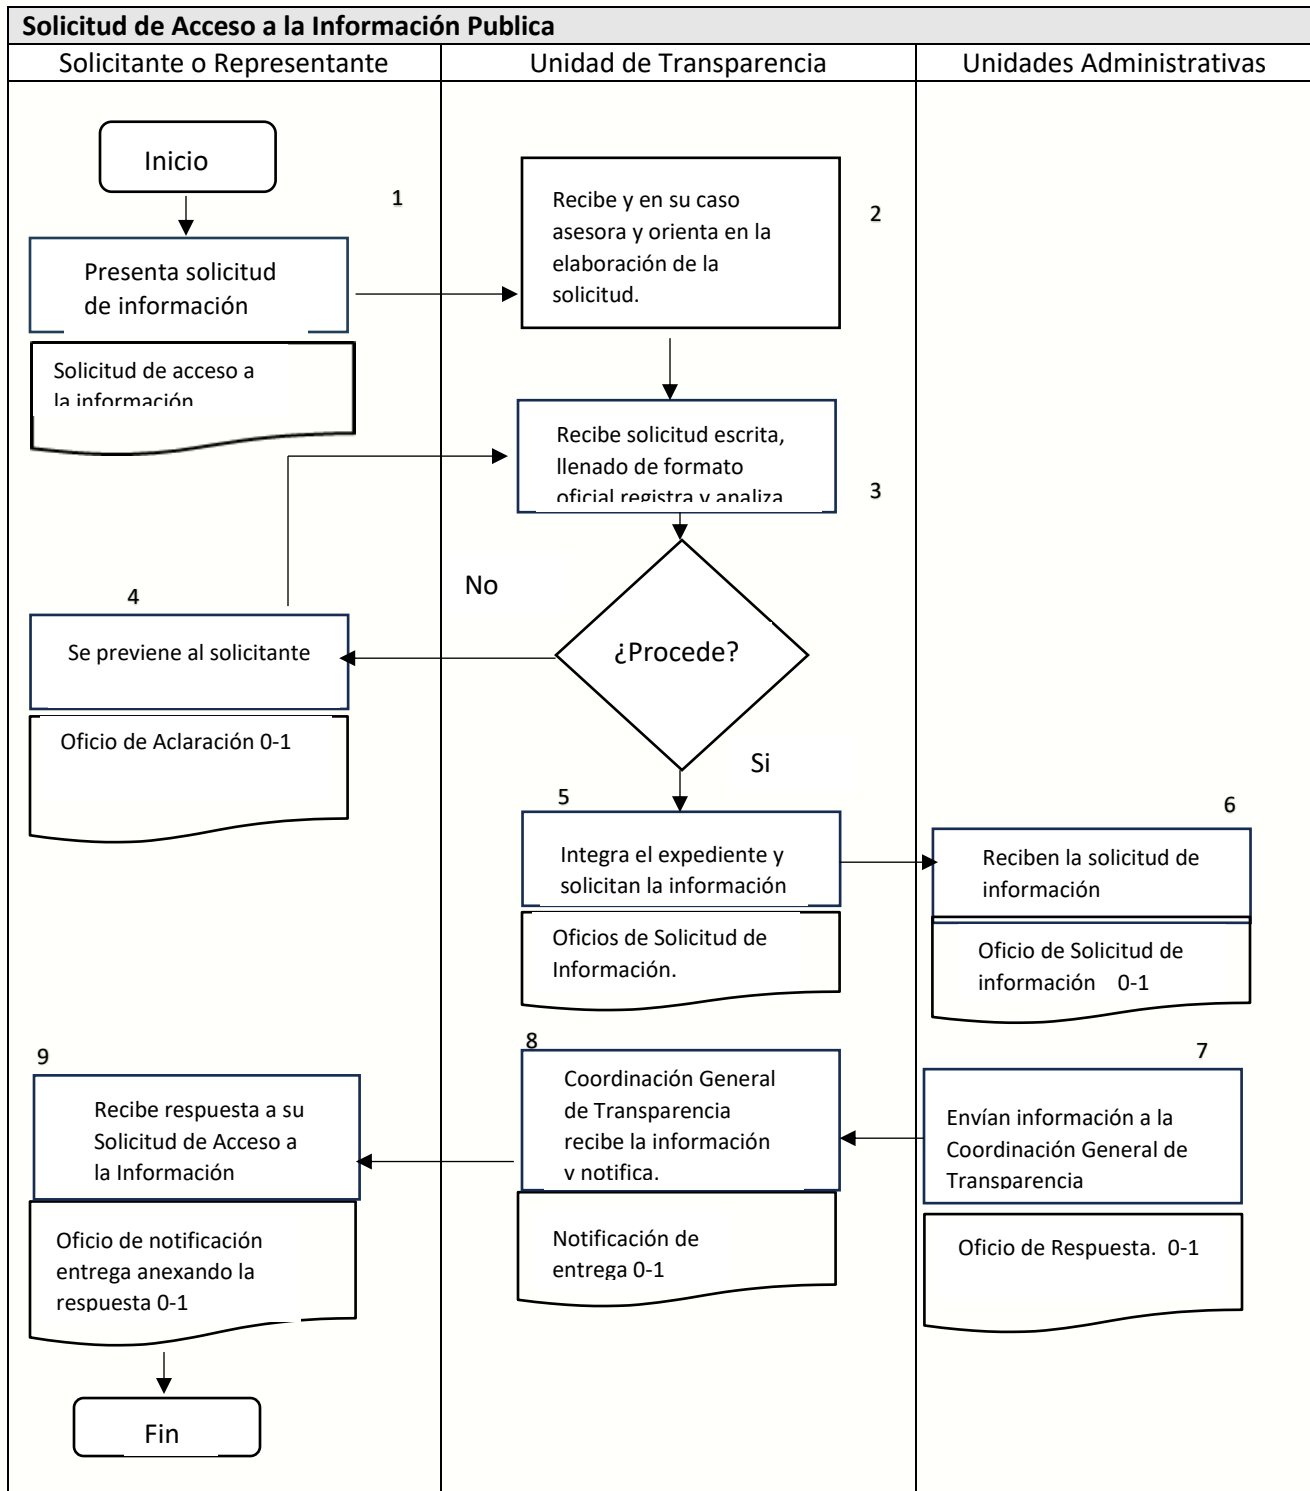 Solicitud de Acceso a la Información Publica
Solicitante o Representante
Unidad de Transparencia
Unidades Administrativas
Inicio
1
Presenta solicitud
de información
Solicitud de acceso a
la información
Recibe y en su caso
asesora y orienta en la
elaboración de la
solicitud.
2
Recibe solicitud escrita,
llenado de formato
oficial registra y analiza
3
¿Procede?
No
4
Se previene al solicitante
Oficio de Aclaración 0-1
Si
5
Integra el expediente y
solicitan la información
Oficios de Solicitud de
Información.
6
Reciben la solicitud de
información
Oficio de Solicitud de
información 0-1
7
Envían información a la
Coordinación General de
Transparencia
Oficio de Respuesta. 0-1
8
Coordinación General
de Transparencia
recibe la información
y notifica.
Notificación de
entrega 0-1
9
Recibe respuesta a su
Solicitud de Acceso a
la Información
Oficio de notificación
entrega anexando la
respuesta 0-1
Fin